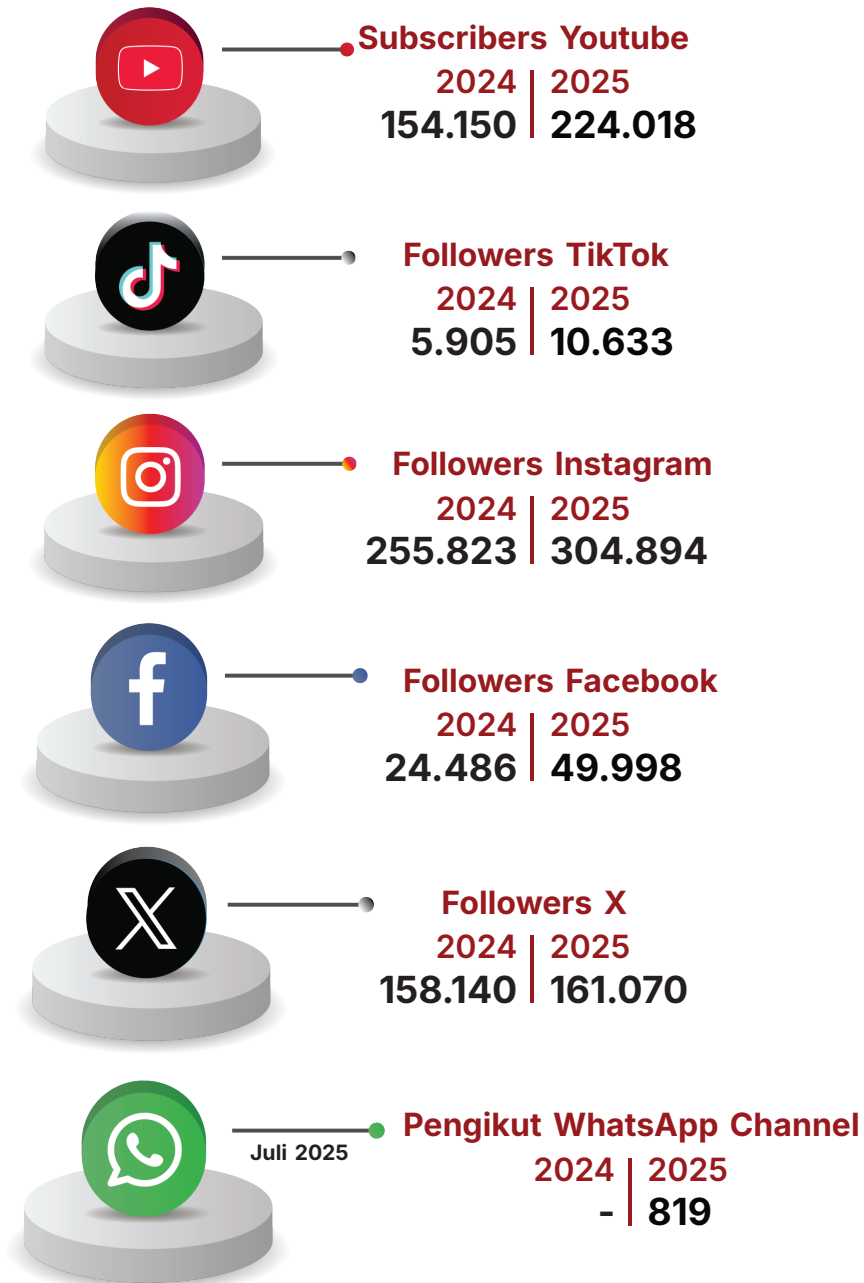 Subscribers Youtube
2024 | 2025
154.150 | 224.018
Followers TikTok
2024 | 2025
5.905 | 10.633
Followers Instagram
2024 | 2025
255.823 | 304.894
Followers Facebook
2024 | 2025
24.486 | 49.998
Followers X
2024 | 2025
158.140 | 161.070
Pengikut WhatsApp Channel
Juli 2025
2024 | 2025
- | 819